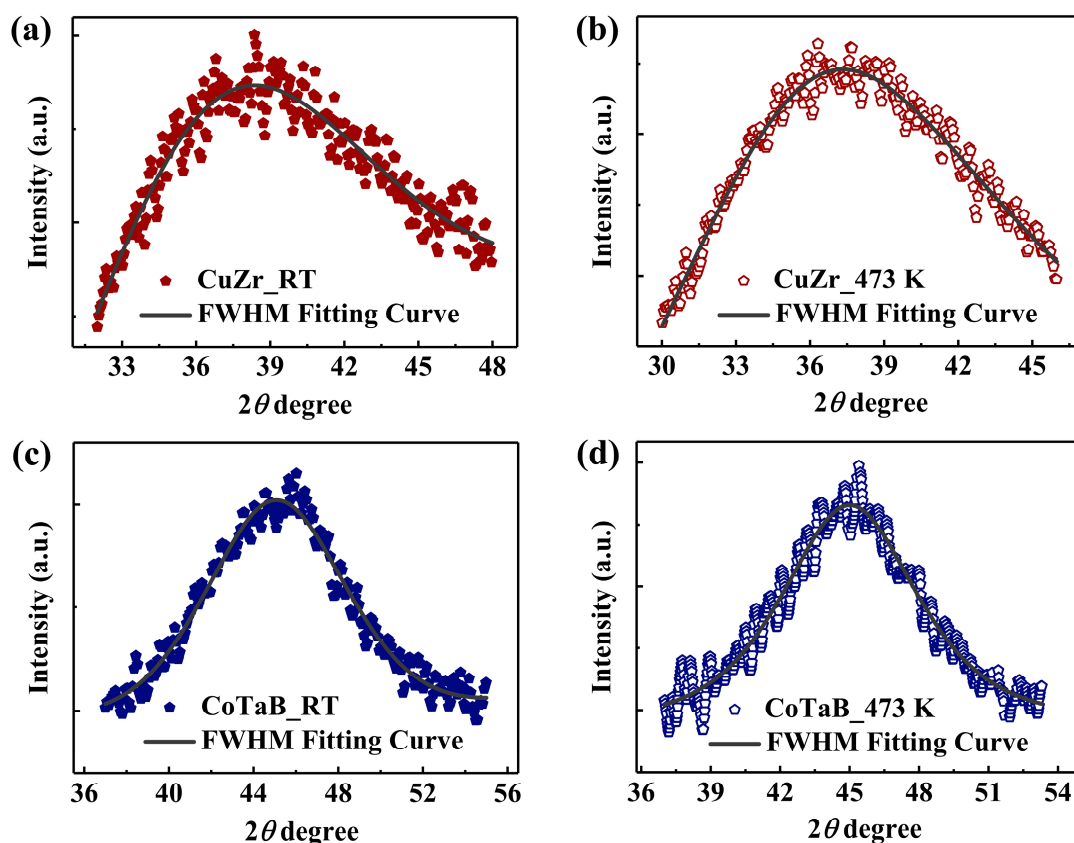 (a)
Intensity (a.u.)
CuZr_RT
FWHM Fitting Curve
33 36 39 42 45 48
2θ degree
(b)
Intensity (a.u.)
CuZr_473 K
FWHM Fitting Curve
30 33 36 39 42 45
2θ degree
(c)
Intensity (a.u.)
CoTaB_RT
FWHM Fitting Curve
36 40 44 48 52 56
2θ degree
(d)
Intensity (a.u.)
CoTaB_473 K
FWHM Fitting Curve
36 39 42 45 48 51 54
2θ degree